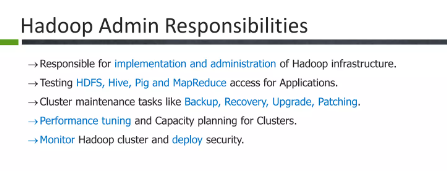 Hadoop Admin Responsibilities
→Responsible for implementation and administration of Hadoop infrastructure.
→Testing HDFS, Hive, Pig and MapReduce access for Applications.
→Cluster maintenance tasks like Backup, Recovery, Upgrade, Patching.
→Performance tuning and Capacity planning for Clusters.
→Monitor Hadoop cluster and deploy security.